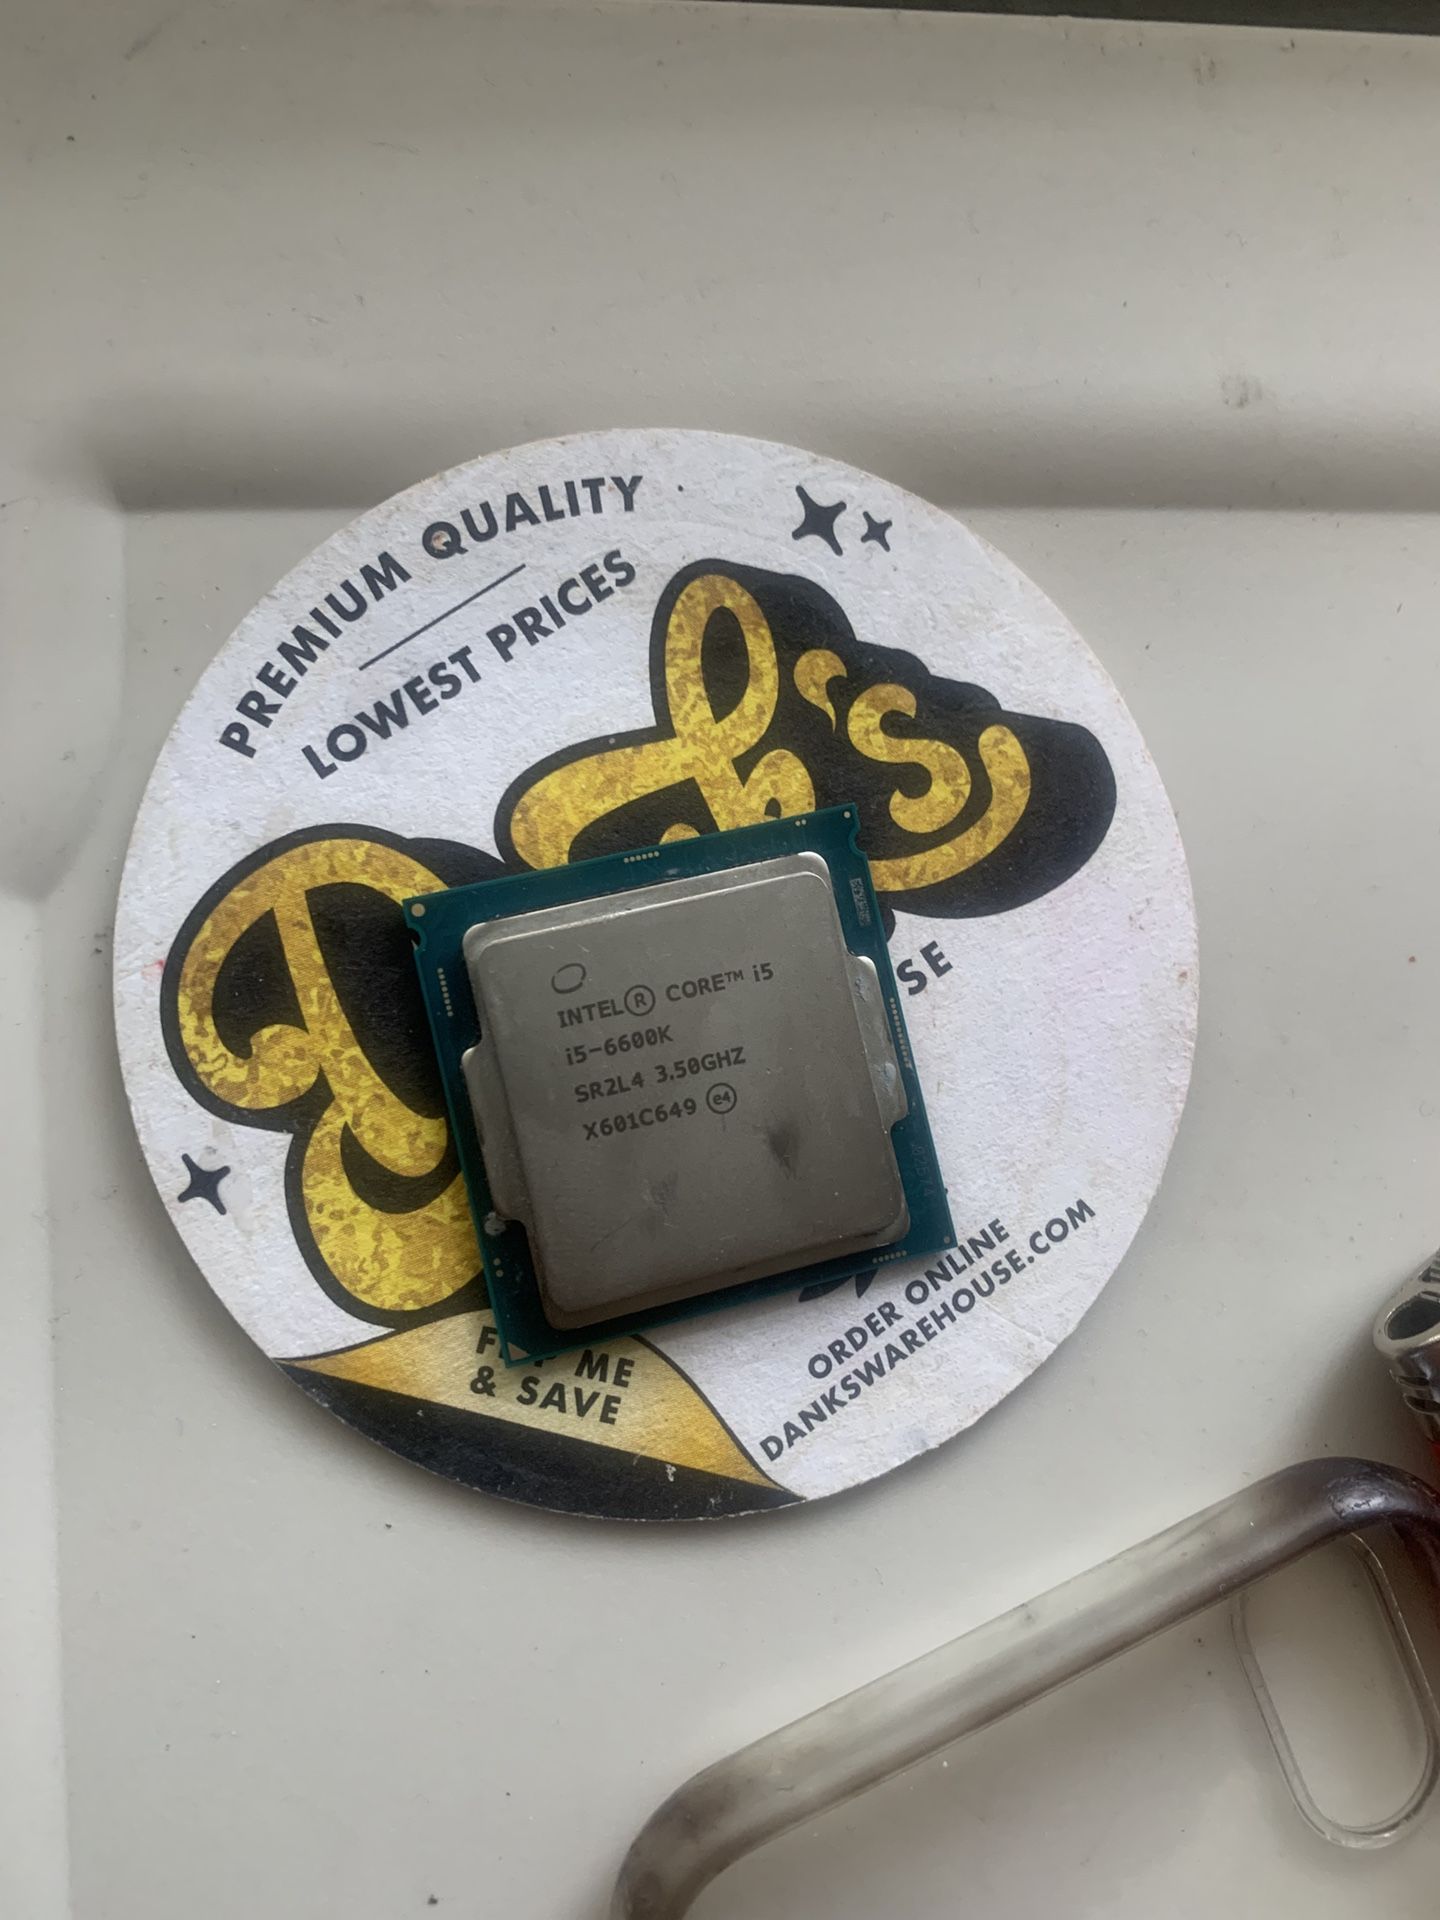 PREMIUM QUALITY
LOWEST PRICES
INTEL® CORE™ i5
i5-6600K
SR2L4 3.50GHZ
X601C649 e4
ME
& SAVE
ORDER ONLINE
DANKSWAREHOUSE.COM